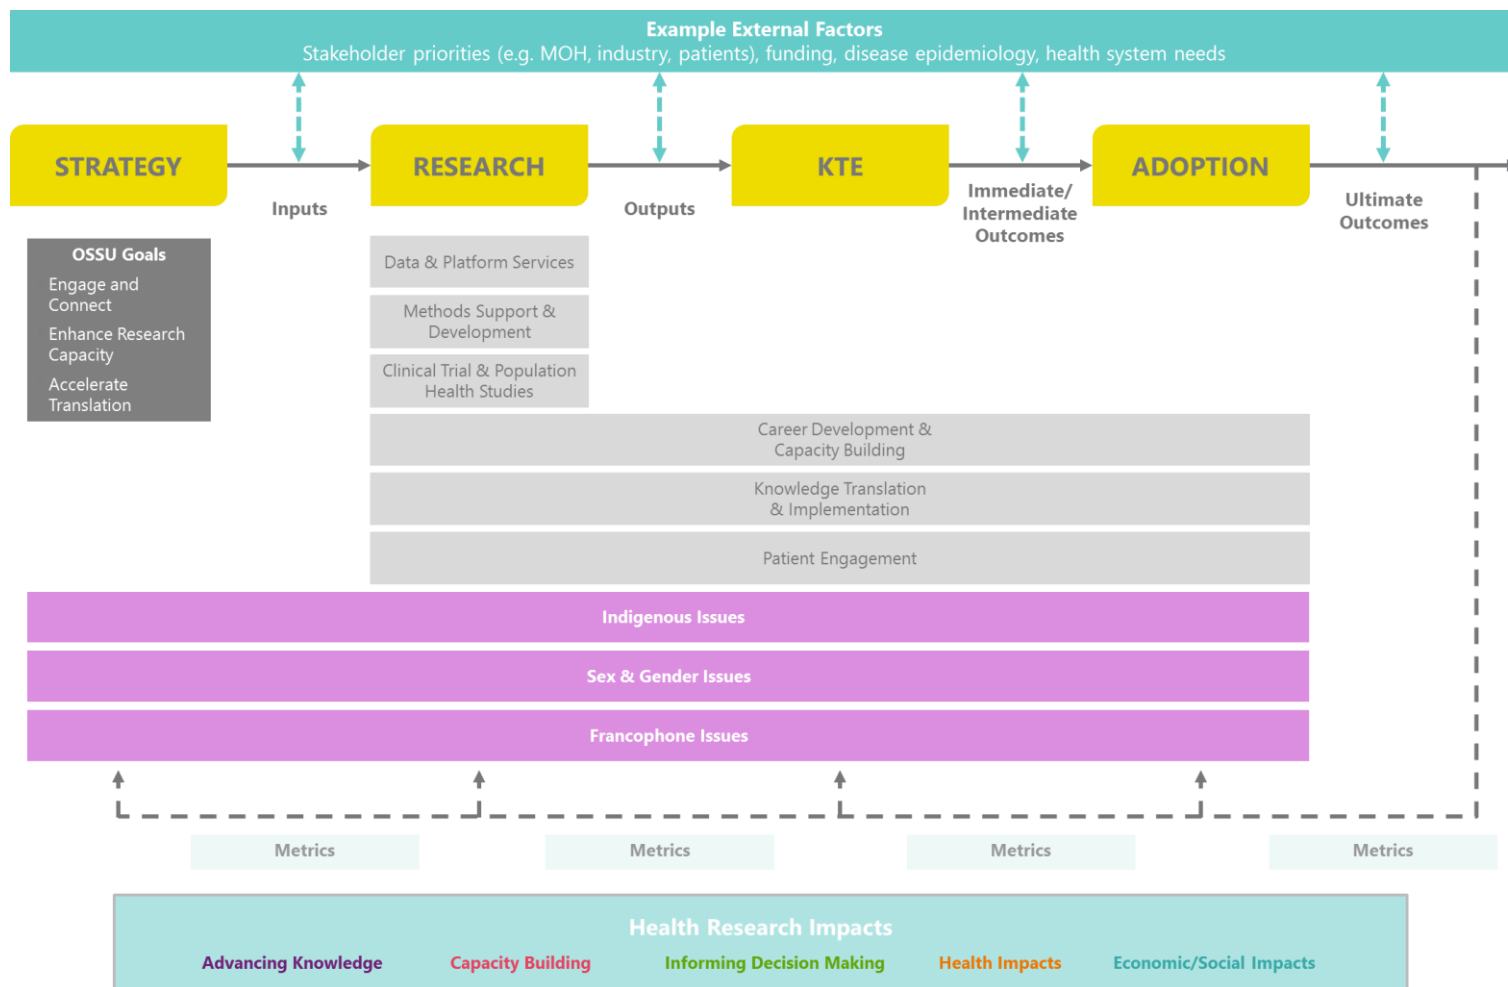 Example External Factors
Stakeholder priorities (e.g. MOH, industry, patients), funding, disease epidemiology, health system needs
STRATEGY
RESEARCH
KTE
ADOPTION
Inputs
Outputs
Immediate/
Intermediate
Outcomes
Ultimate
Outcomes
OSSU Goals
Engage and
Connect
Enhance Research
Capacity
Accelerate
Translation
Data & Platform Services
Methods Support &
Development
Clinical Trial & Population
Health Studies
Career Development &
Capacity Building
Knowledge Translation
& Implementation
Patient Engagement
Indigenous Issues
Sex & Gender Issues
Francophone Issues
Metrics
Metrics
Metrics
Metrics
Health Research Impacts
Advancing Knowledge
Capacity Building
Informing Decision Making
Health Impacts
Economic/Social Impacts